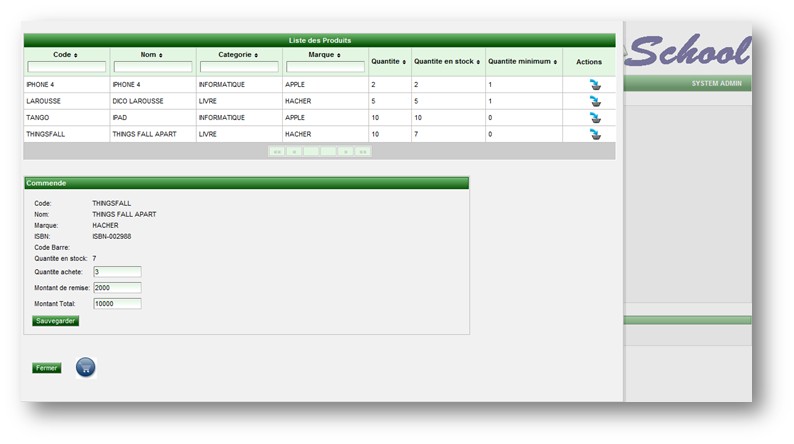 Liste des Produits
Code Nom Categorie Marque Quantite Quantite en stock Quantite minimum Actions
IPHONE 4 IPHONE 4 INFORMATIQUE APPLE 2 2 1
LAROUSSE DICO LAROUSSE LIVRE HACHER 5 5 1
TANGO IPAD INFORMATIQUE APPLE 10 10 0
THINGSFALL THINGS FALL APART LIVRE HACHER 10 7 0
School
SYSTEM ADMIN
Commende
Code: THINGSFALL
Nom: THINGS FALL APART
Marque: HACHER
ISBN: ISBN-002988
Code Barre:
Quantite en stock: 7
Quantite achete: 3
Montant de remise: 2000
Montant Total: 10000
Sauvegarder
Fermer